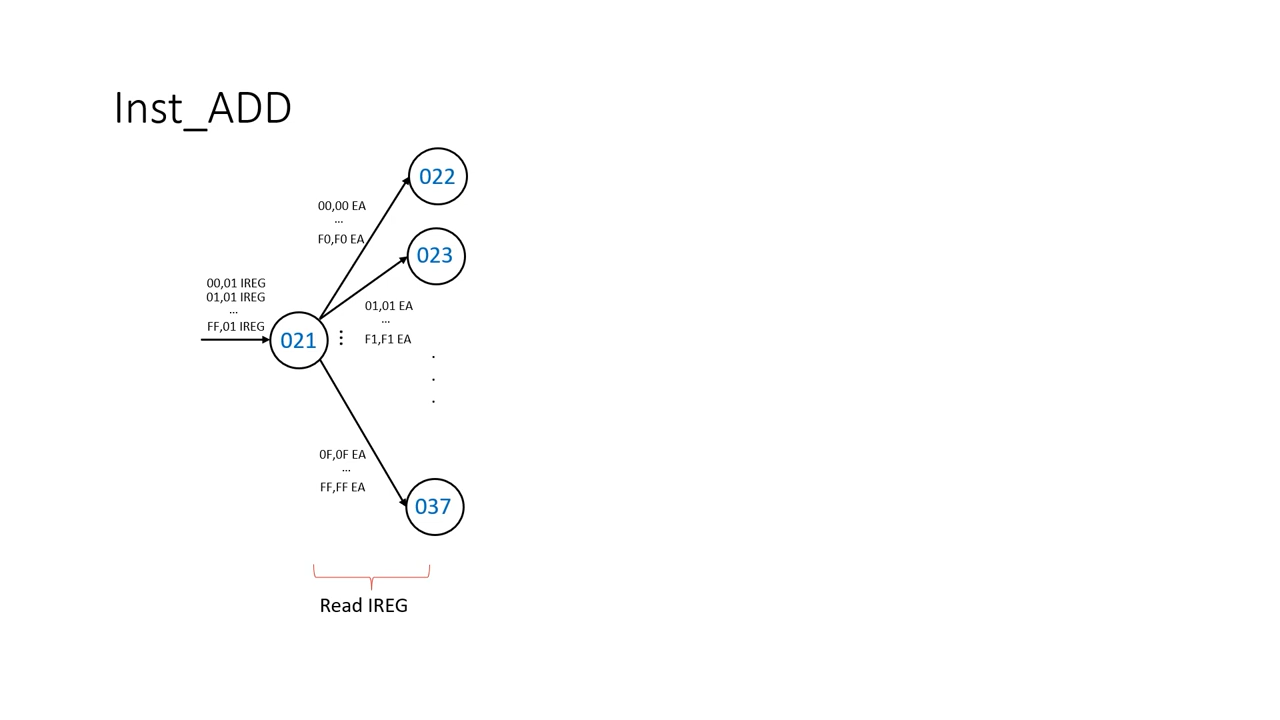 Inst_ADD
022
00,00 EA
...
F0,F0 EA
023
00,01 IREG
01,01 IREG
...
FF,01 IREG
021
01,01 EA
...
F1,F1 EA
0F,0F EA
...
FF,FF EA
037
Read IREG